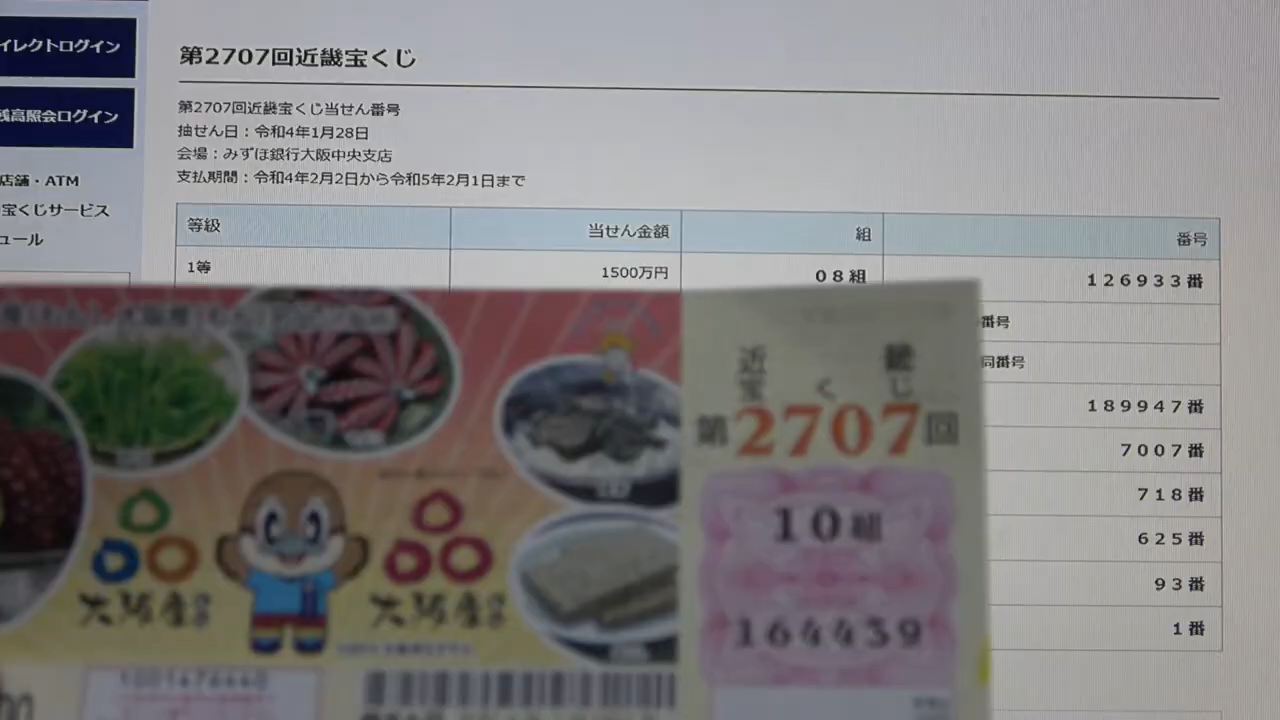 イレクトログイン
残高照会ログイン
店舗・ATM
宝くじサービス
ュール
第2707回近畿宝くじ
第2707回近畿宝くじ当せん番号
抽せん日：令和4年1月28日
会場：みずほ銀行大阪中央支店
支払期間：令和4年2月2日から令和5年2月1日まで
等級 当せん金額 組 番号
1等 1500万円 08組 126933番
番号
同番号
189947番
7007番
718番
625番
93番
1番
近畿
宝くじ
第2707回
10組
164439
大阪産
大阪産